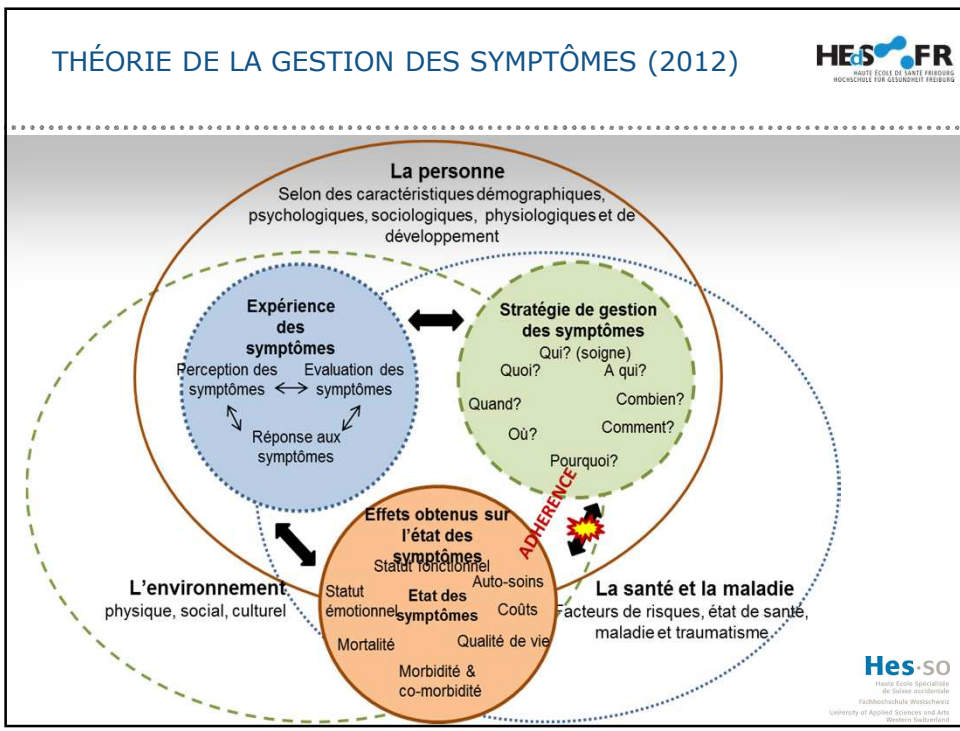 THÉORIE DE LA GESTION DES SYMPTÔMES (2012)
HEdS FR
HAUTE ÉCOLE DE SANTÉ FRIBOURG
HOCHSCHULE FÜR GESUNDHEIT FREIBURG
La personne
Selon des caractéristiques démographiques,
psychologiques, sociologiques, physiologiques et de
développement
Expérience
des
symptômes
Perception des
symptômes
Evaluation des
symptômes
Réponse aux
symptômes
Stratégie de gestion
des symptômes
Qui? (soigne)
Quoi?
A qui?
Quand?
Combien?
Où?
Comment?
Pourquoi?
ADHERENCE
Effets obtenus sur
l'état des
symptômes
Statut fonctionnel
Statut
émotionnel
Etat des
symptômes
Auto-soins
Coûts
Mortalité
Qualité de vie
Morbidité &
co-morbidité
L'environnement
physique, social, culturel
La santé et la maladie
Facteurs de risques, état de santé,
maladie et traumatisme
Hes·so
Haute Ecole Spécialisée
de Suisse occidentale
Fachhochschule Westschweiz
University of Applied Sciences and Arts
Western Switzerland